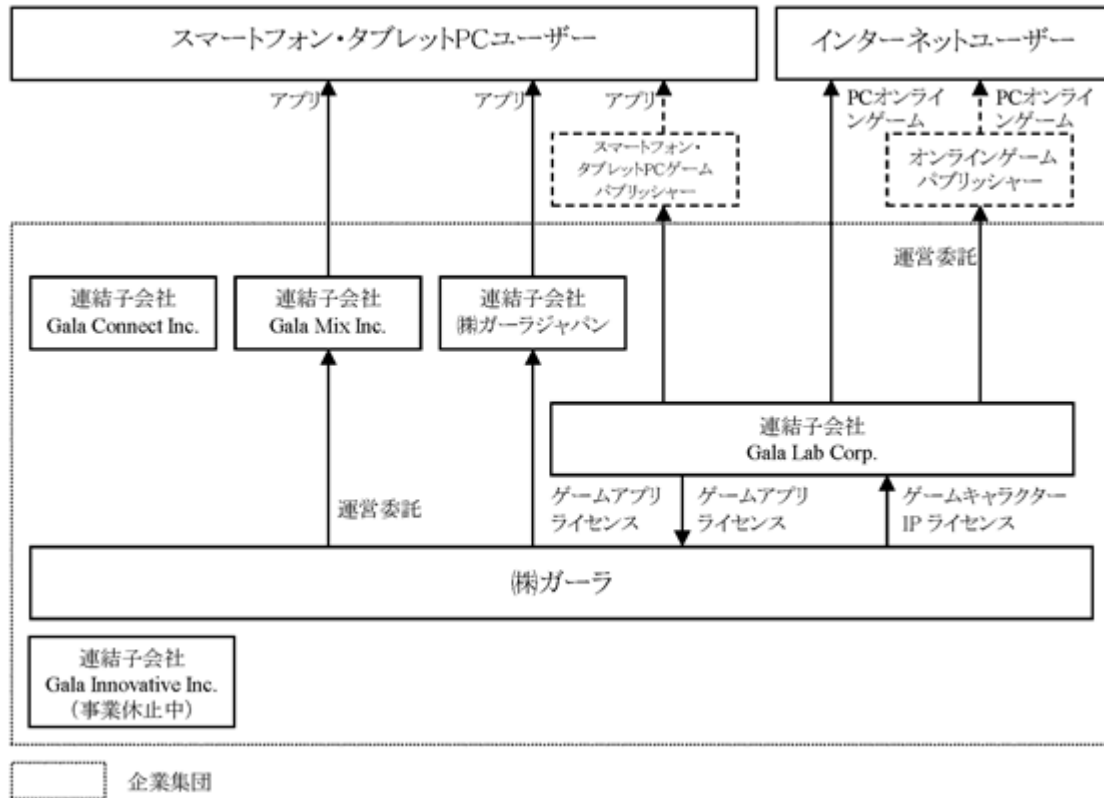 スマートフォン・タブレットPCユーザー
インターネットユーザー
アプリ
アプリ
アプリ
PCオンライ
ンゲーム
PCオンライ
ンゲーム
スマートフォン・
タブレットPCゲーム
パブリッシャー
オンラインゲーム
パブリッシャー
運営委託
連結子会社
Gala Connect Inc.
連結子会社
Gala Mix Inc.
連結子会社
㈱ガーラジャパン
連結子会社
Gala Lab Corp.
運営委託
ゲームアプリ
ライセンス
ゲームアプリ
ライセンス
ゲームキャラクター
IP ライセンス
㈱ガーラ
連結子会社
Gala Innovative Inc.
（事業休止中）
企業集団